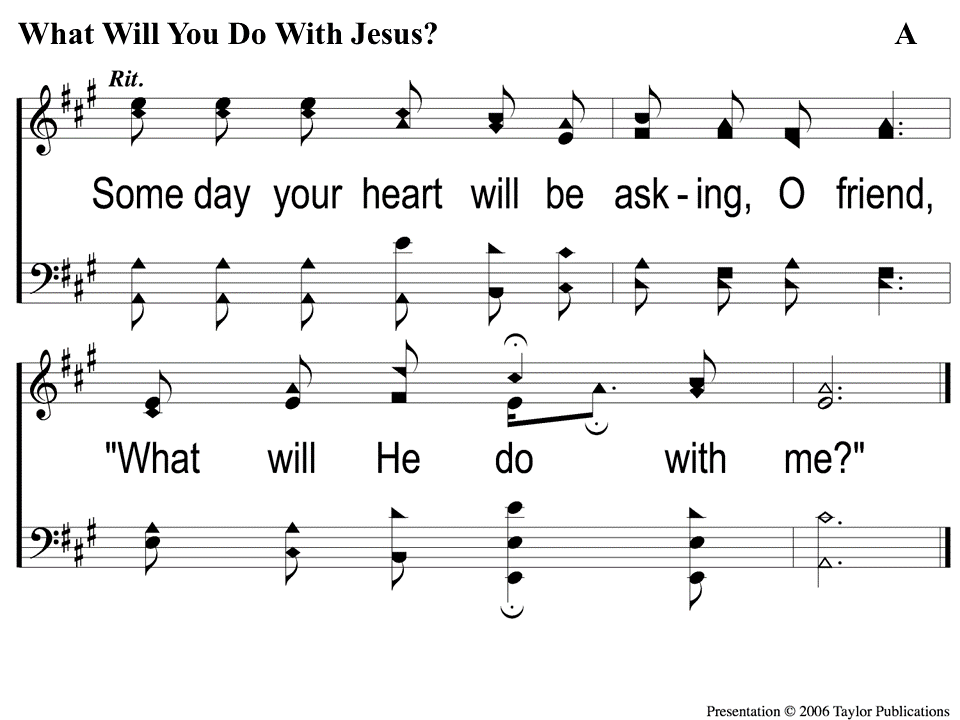 What Will You Do With Jesus? A
Rit.
Some day your heart will be ask - ing, O friend,
"What will He do with me?"
Presentation © 2006 Taylor Publications